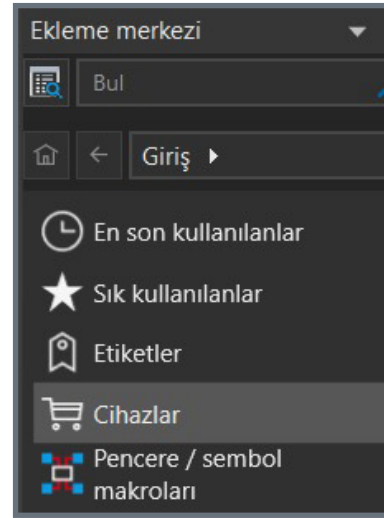 Ekleme merkezi
Bul
Giriş
En son kullanılanlar
Sık kullanılanlar
Etiketler
Cihazlar
Pencere / sembol
makroları